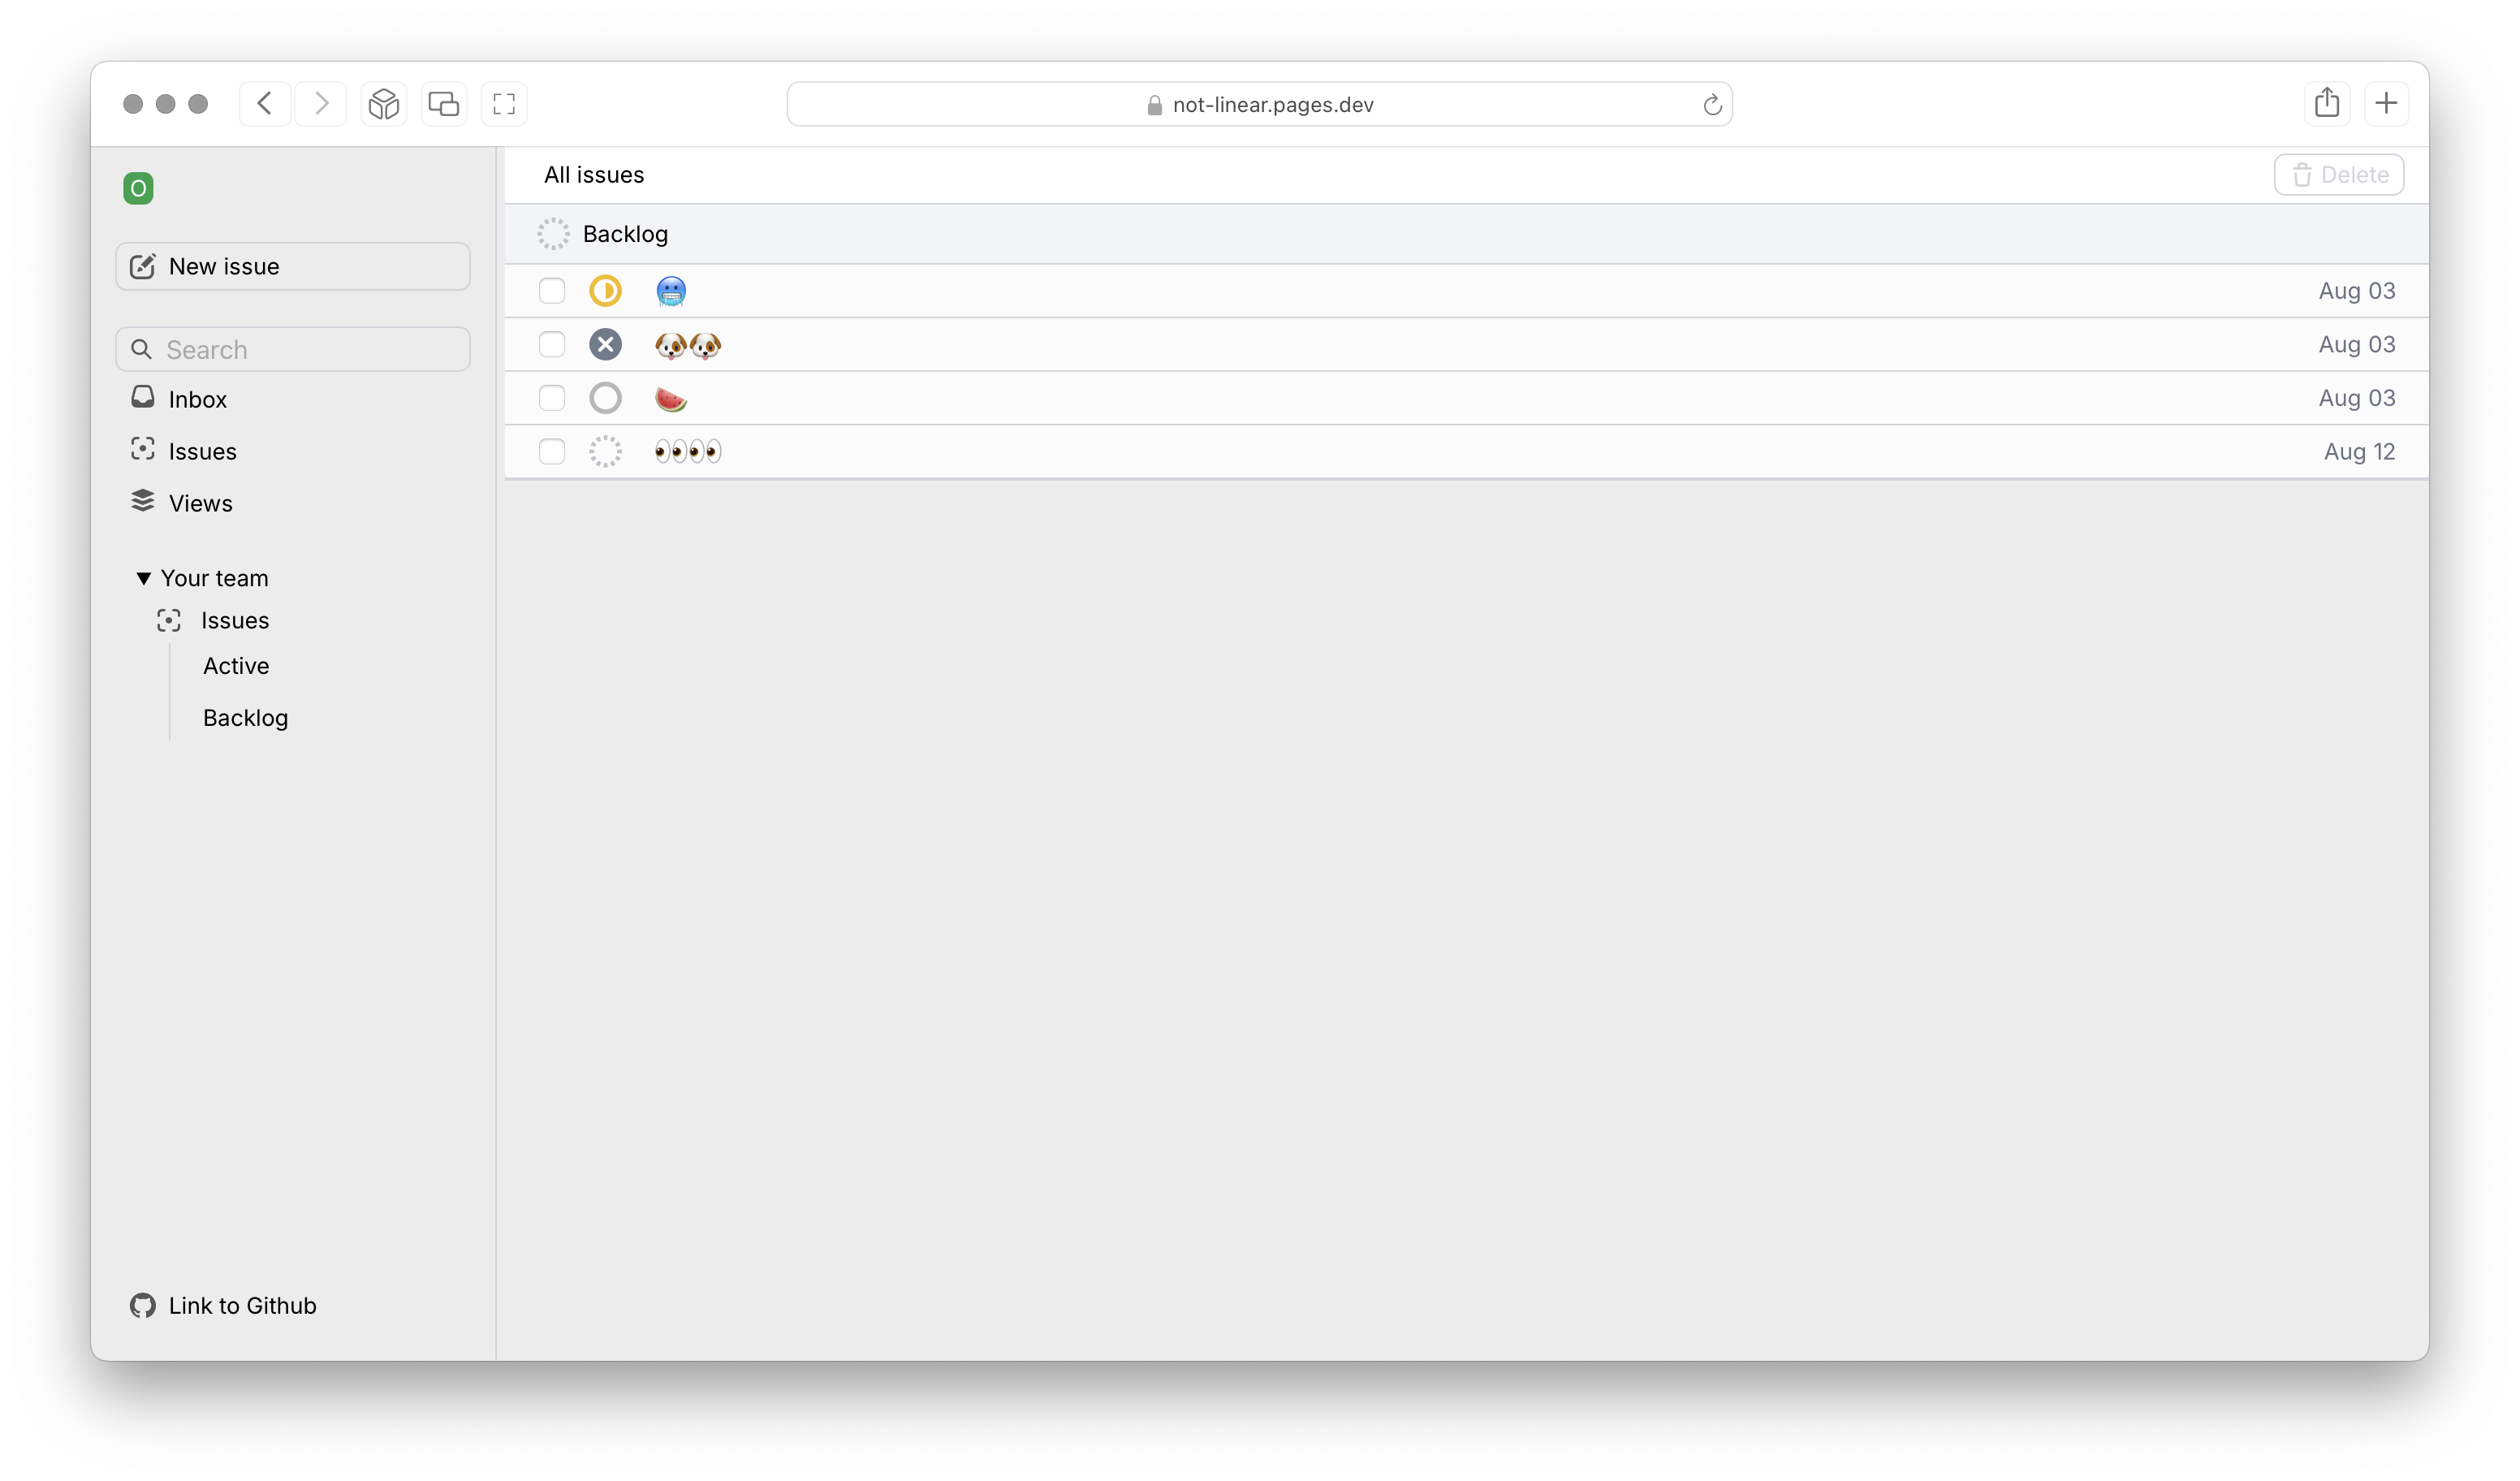 not-linear.pages.dev
O
New issue
Search
Inbox
Issues
Views
Your team
Issues
Active
Backlog
Link to Github
All issues
Delete
Backlog
🥶 Aug 03
🐶🐶 Aug 03
🍉 Aug 03
👀👀 Aug 12